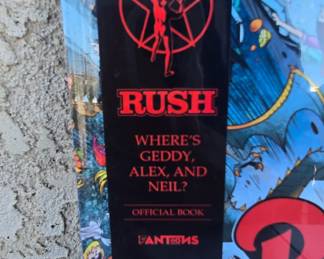 RUSH
WHERE'S
GEDDY,
ALEX, AND
NEIL?
OFFICIAL BOOK
FANTOONS